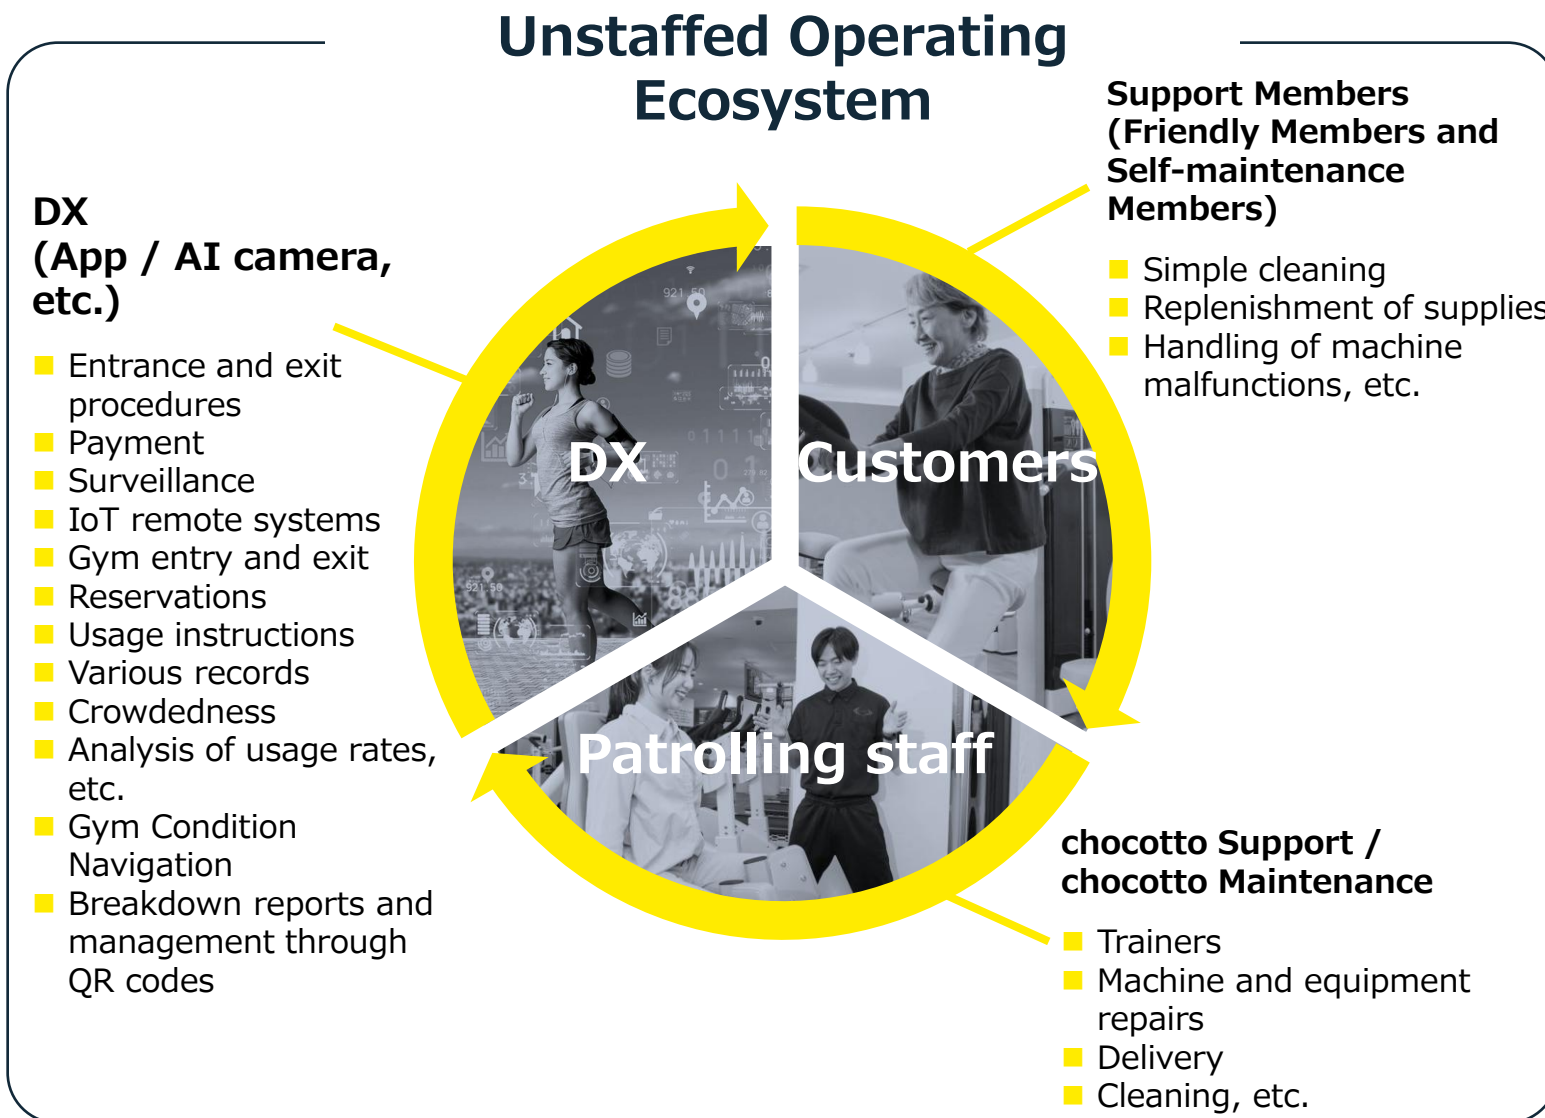 Unstaffed Operating
Ecosystem
DX
(App / AI camera,
etc.)
Entrance and exit
procedures
Payment
Surveillance
IoT remote systems
Gym entry and exit
Reservations
Usage instructions
Various records
Crowdedness
Analysis of usage rates,
etc.
Gym Condition
Navigation
Breakdown reports and
management through
QR codes
Support Members
(Friendly Members and
Self-maintenance
Members)
Simple cleaning
Replenishment of supplies
Handling of machine
malfunctions, etc.
DX
921.50
921.50
Customers
Patrolling staff
chocotto Support /
chocotto Maintenance
Trainers
Machine and equipment
repairs
Delivery
Cleaning, etc.